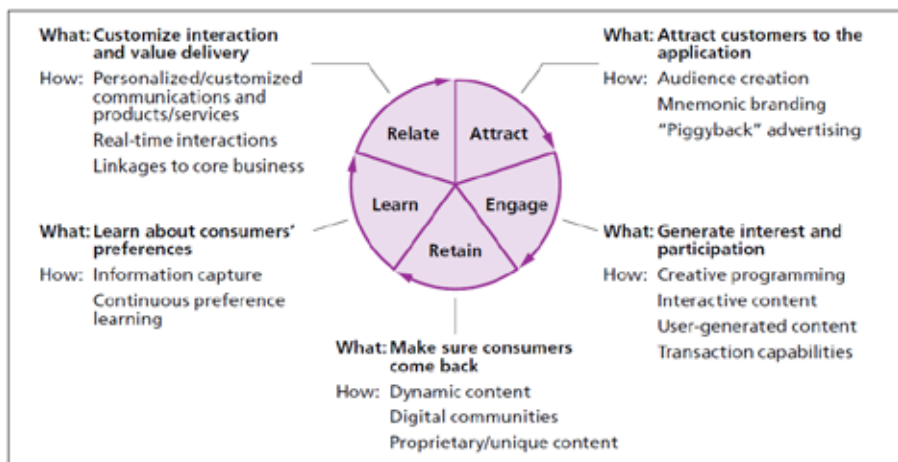 What: Customize interaction
and value delivery
How: Personalized/customized
communications and
products/services
Real-time interactions
Linkages to core business
What: Attract customers to the
application
How: Audience creation
Mnemonic branding
“Piggyback” advertising
Relate
Attract
Learn
Engage
Retain
What: Learn about consumers’
preferences
How: Information capture
Continuous preference
learning
What: Generate interest and
participation
How: Creative programming
Interactive content
User-generated content
Transaction capabilities
What: Make sure consumers
come back
How: Dynamic content
Digital communities
Proprietary/unique content